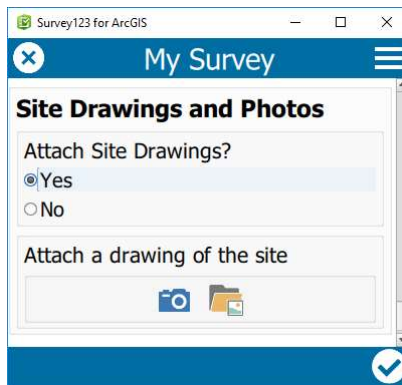 Survey123 for ArcGIS
My Survey
Site Drawings and Photos
Attach Site Drawings?
Yes
No
Attach a drawing of the site